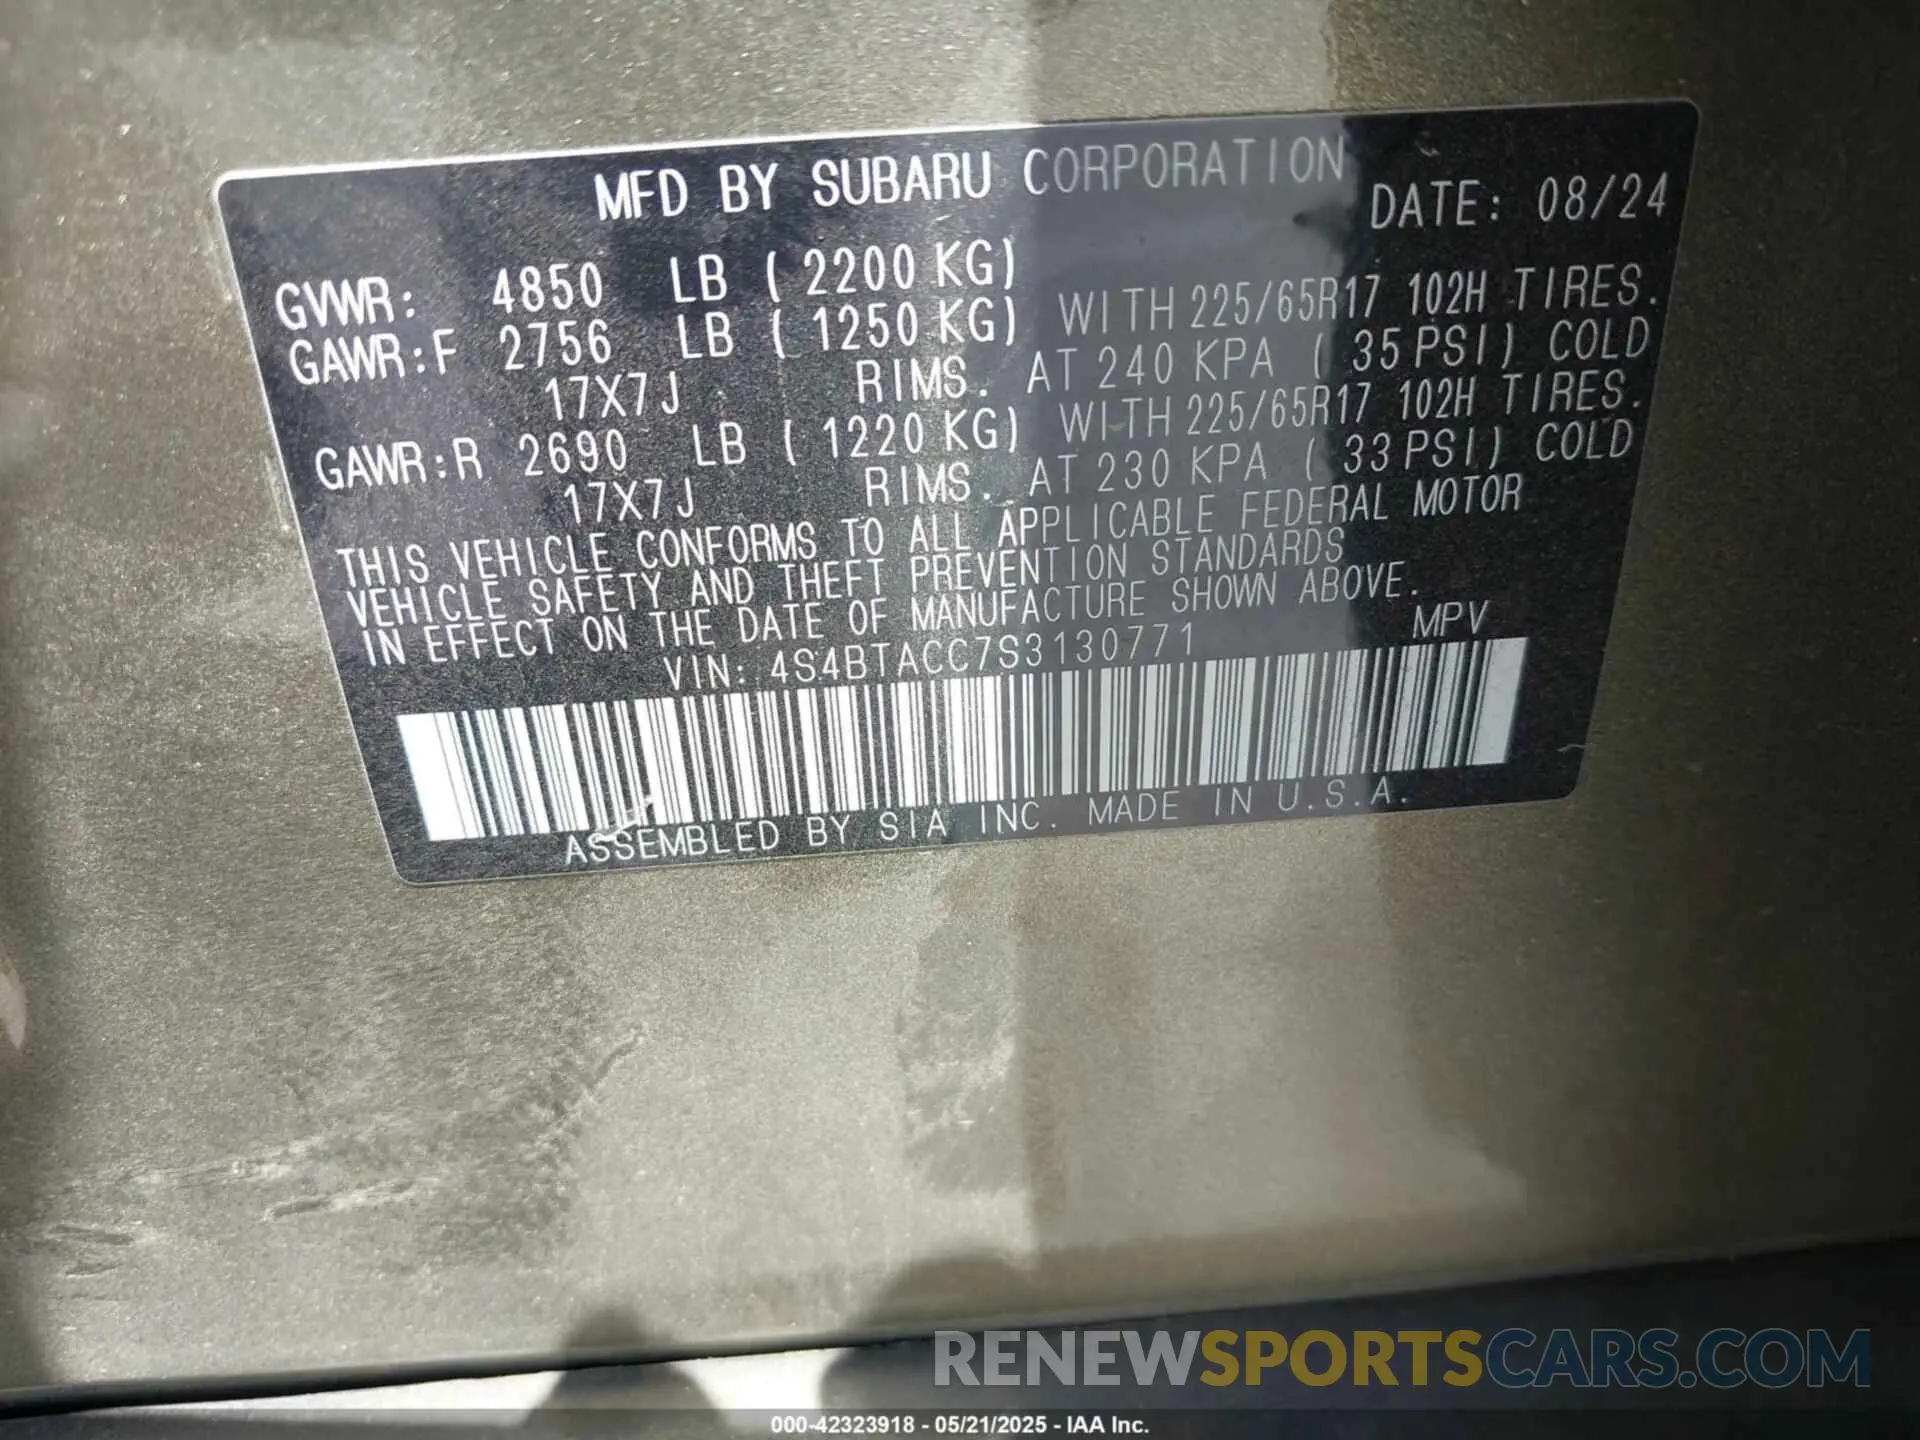 MFD BY SUBARU CORPORATION DATE: 08/24
GVWR: 4850 LB ( 2200 KG)
GAWR:F 2756 LB ( 1250 KG) WITH 225/65R17 102H TIRES.
17X7J RIMS. AT 240 KPA ( 35 PSI) COLD
GAWR:R 2690 LB ( 1220 KG) WITH 225/65R17 102H TIRES.
17X7J RIMS. AT 230 KPA ( 33 PSI) COLD
THIS VEHICLE CONFORMS TO ALL APPLICABLE FEDERAL MOTOR
VEHICLE SAFETY AND THEFT PREVENTION STANDARDS
IN EFFECT ON THE DATE OF MANUFACTURE SHOWN ABOVE.
VIN: 4S4BTACC7S3130771 MPV
ASSEMBLED BY SIA INC. MADE IN U.S.A.
RENEWSPORTSCARS.COM
000-42323918 - 05/21/2025 - IAA Inc.